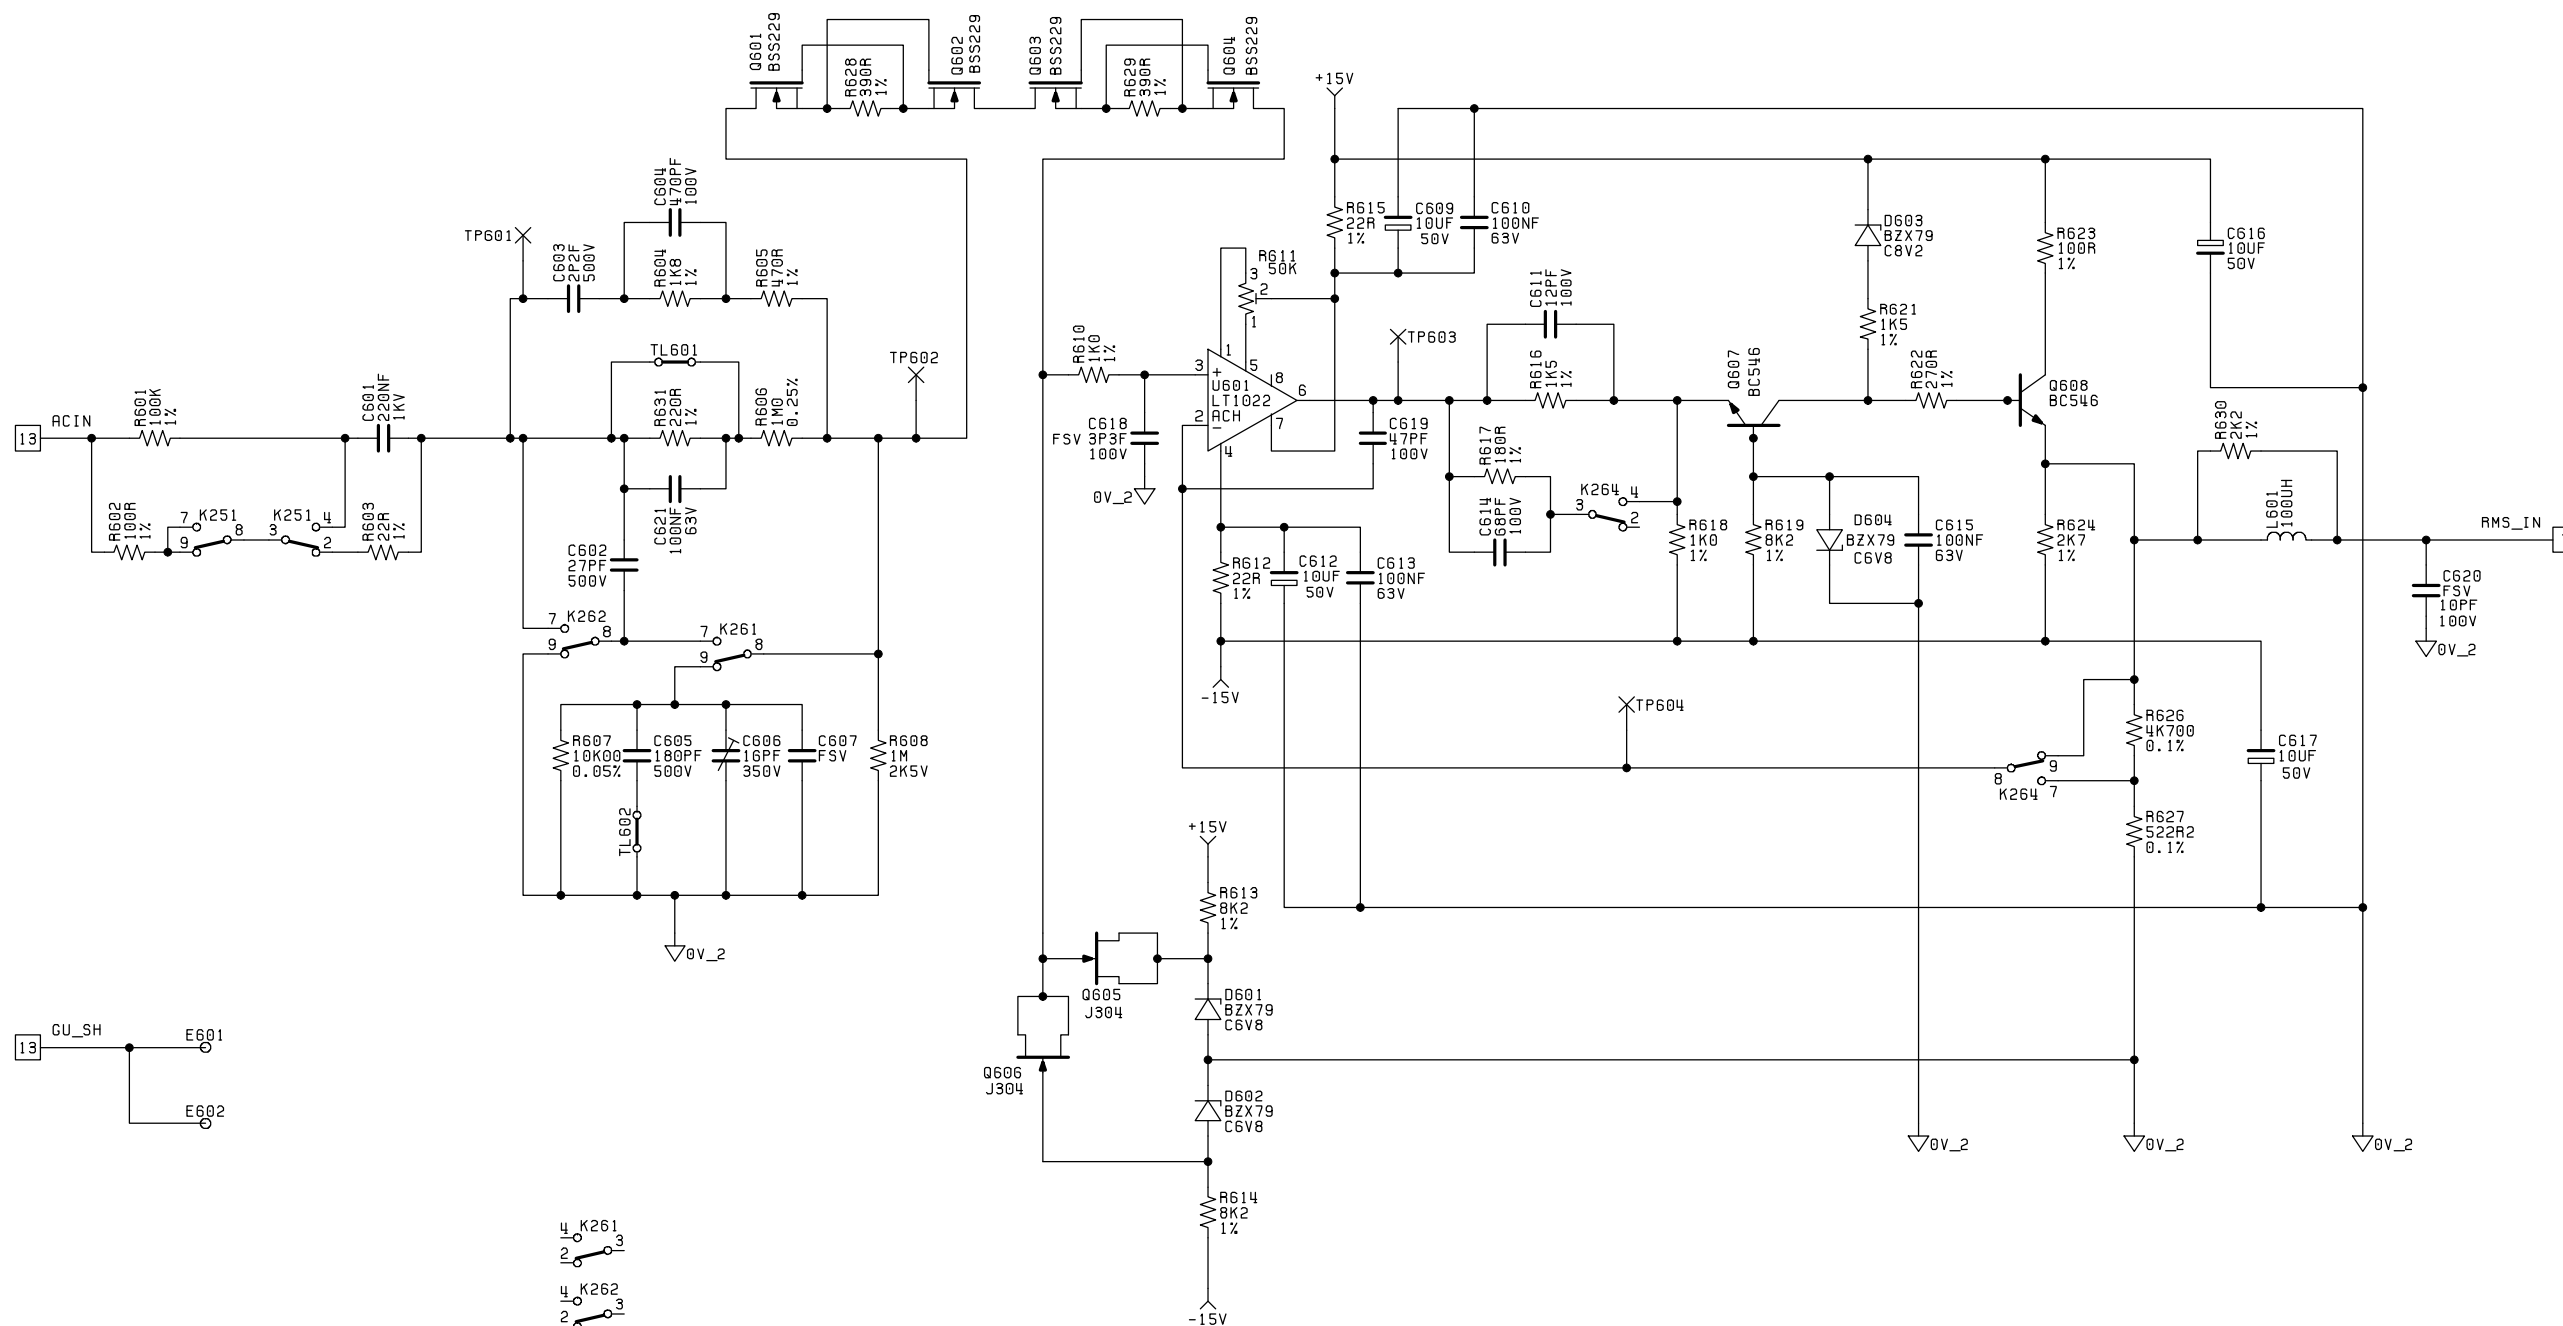 Q601
BSS229
R628
390R
1%
Q602
BSS229
Q603
BSS229
R629
390R
1%
Q604
BSS229
+15V
C604
470PF
100V
TP601
C603
2P2F
500V
R604
1K8
1%
R605
470R
1%
TL601
TP602
13
ACIN
R601
100K
1%
C601
220NF
1KV
R631
220R
1%
R606
1M0
0.25%
R602
100R
1%
7
K251
8
9
3
K251
4
2
R603
22R
1%
C621
100NF
63V
C602
27PF
500V
7
K262
8
9
7
K261
8
9
R607
10K00
0.05%
C605
180PF
500V
C606
16PF
350V
C607
FSV
R608
1M
2K5V
TL602
0V_2
R615
22R
1%
C609
10UF
50V
C610
100NF
63V
R611
50K
3
2
1
R610
1K0
1%
3
+
1
5
8
U601
LT1022
ACH
6
2
-
7
4
C618
FSV 3P3F
100V
0V_2
TP603
C619
47PF
100V
C611
12PF
100V
R616
1K5
1%
R617
180R
1%
C614
68PF
100V
K264
4
3
2
Q607
BC546
D603
BZX79
C8V2
R621
1K5
1%
R622
270R
1%
R623
100R
1%
Q608
BC546
C616
10UF
50V
R630
2K2
1%
L601
100UH
RMS_IN
R612
22R
1%
C612
10UF
50V
C613
100NF
63V
R618
1K0
1%
R619
8K2
1%
D604
BZX79
C6V8
C615
100NF
63V
R624
2K7
1%
C620
FSV
10PF
100V
0V_2
-15V
TP604
R626
4K700
0.1%
9
8
K264
7
C617
10UF
50V
R627
522R2
0.1%
+15V
R613
8K2
1%
Q605
J304
D601
BZX79
C6V8
Q606
J304
D602
BZX79
C6V8
0V_2
0V_2
0V_2
R614
8K2
1%
-15V
13
GU_SH
E601
E602
4
K261
3
2
4
K262
3
2